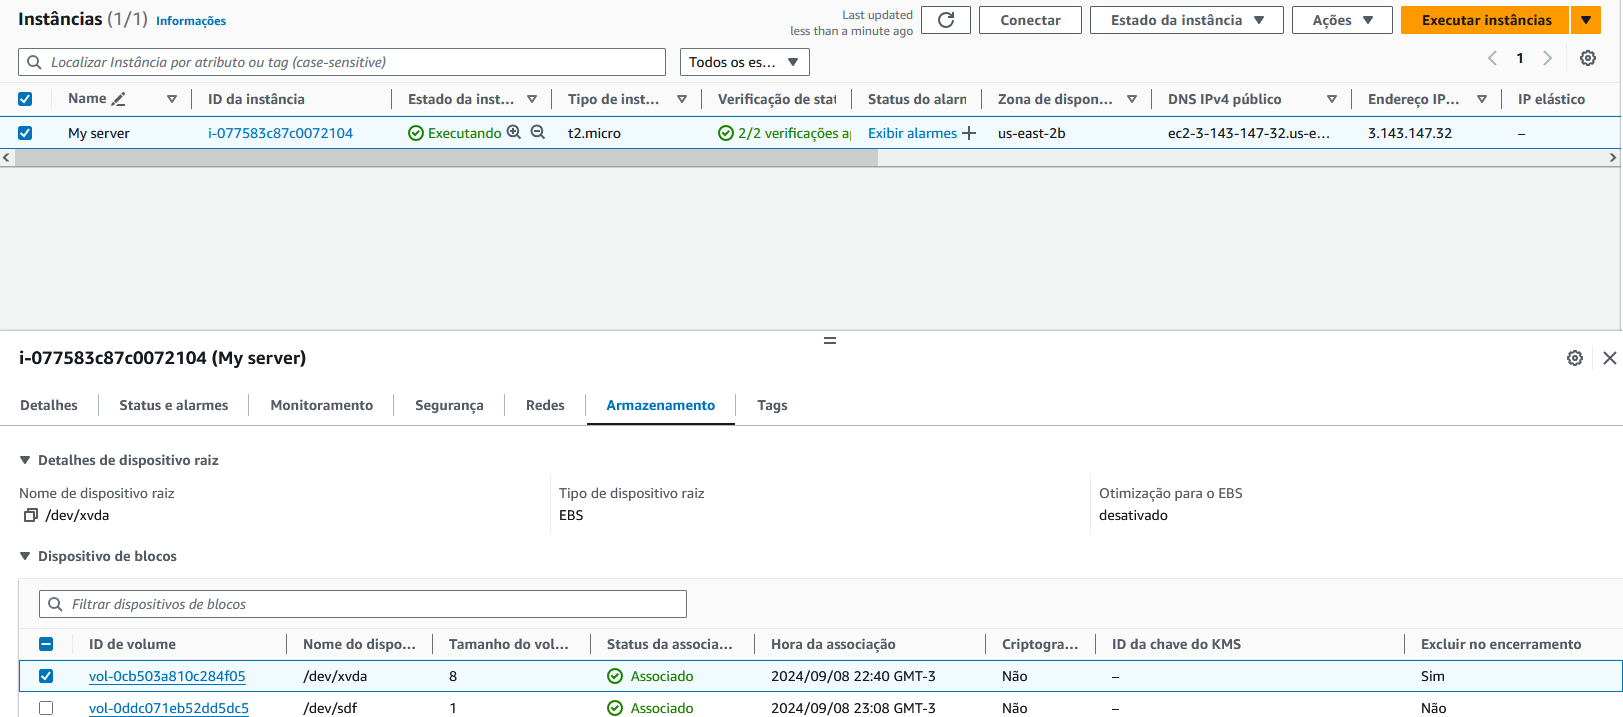 Instâncias (1/1) Informações
Last updated
less than a minute ago
Conectar
Estado da instância
Ações
Executar instâncias
Localizar Instância por atributo ou tag (case-sensitive)
Todos os es...
1
Name ID da instância Estado da inst... Tipo de inst... Verificação de stat Status do alarn Zona de dispon... DNS IPv4 público Endereço IP... IP elástico
My server i-077583c87c0072104 Executando t2.micro 2/2 verificações a Exibir alarmes + us-east-2b ec2-3-143-147-32.us-e... 3.143.147.32 –
i-077583c87c0072104 (My server)
Detalhes Status e alarmes Monitoramento Segurança Redes Armazenamento Tags
Detalhes de dispositivo raiz
Nome de dispositivo raiz Tipo de dispositivo raiz Otimização para o EBS
/dev/xvda EBS desativado
Dispositivo de blocos
Filtrar dispositivos de blocos
ID de volume Nome do dispo... Tamanho do vol... Status da associa... Hora da associação Criptogra... ID da chave do KMS Excluir no encerramento
vol-0cb503a810c284f05 /dev/xvda 8 Associado 2024/09/08 22:40 GMT-3 Não – Sim
vol-0ddc071eb52dd5dc5 /dev/sdf 1 Associado 2024/09/08 23:08 GMT-3 Não – Não